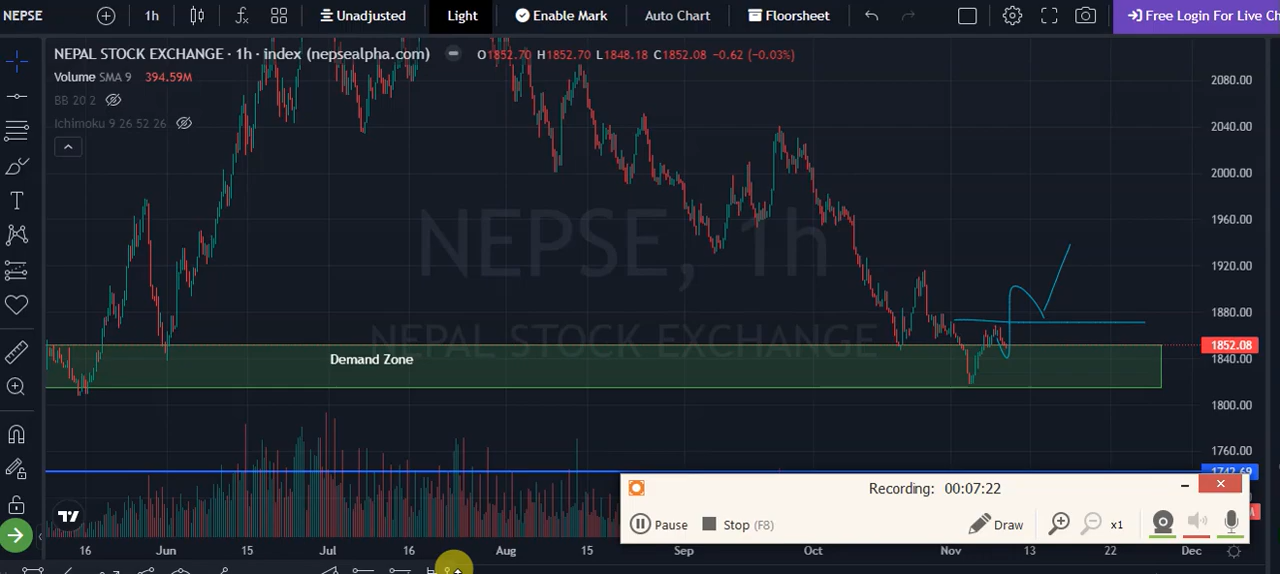 NEPSE 1h Unadjusted Light Enable Mark Auto Chart Floorsheet Free Login For Live Ch
NEPAL STOCK EXCHANGE · 1h · index (nepsealpha.com) O1852.70 H1852.70 L1848.18 C1852.08 −0.62 (−0.03%)
Volume SMA 9 394.59M
BB 20 2
Ichimoku 9 26 52 26
2080.00
2040.00
2000.00
1960.00
1920.00
1880.00
1852.08
1840.00
1800.00
1760.00
1742.69
NEPSE, 1h
NEPAL STOCK EXCHANGE
Demand Zone
Recording: 00:07:22
Pause Stop (F8) Draw x1
16 Jun 15 Jul 16 Aug 15 Sep Oct Nov 13 22 Dec